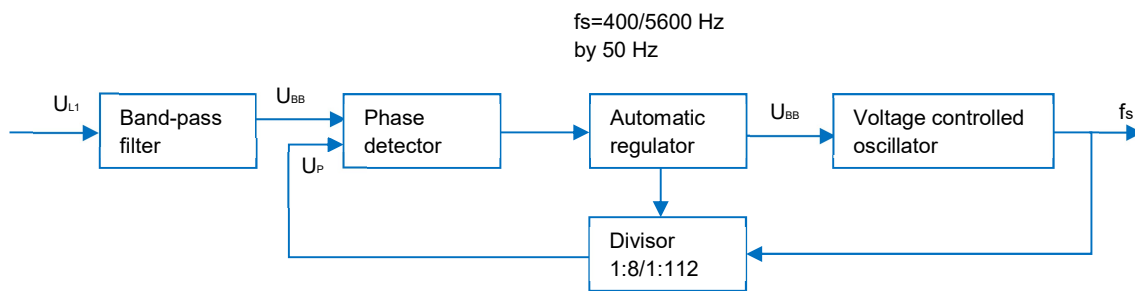 fs=400/5600 Hz
by 50 Hz
UL1
Band-pass
filter
UBB
Phase
detector
UP
Automatic
regulator
UBB
Voltage controlled
oscillator
fs
Divisor
1:8/1:112